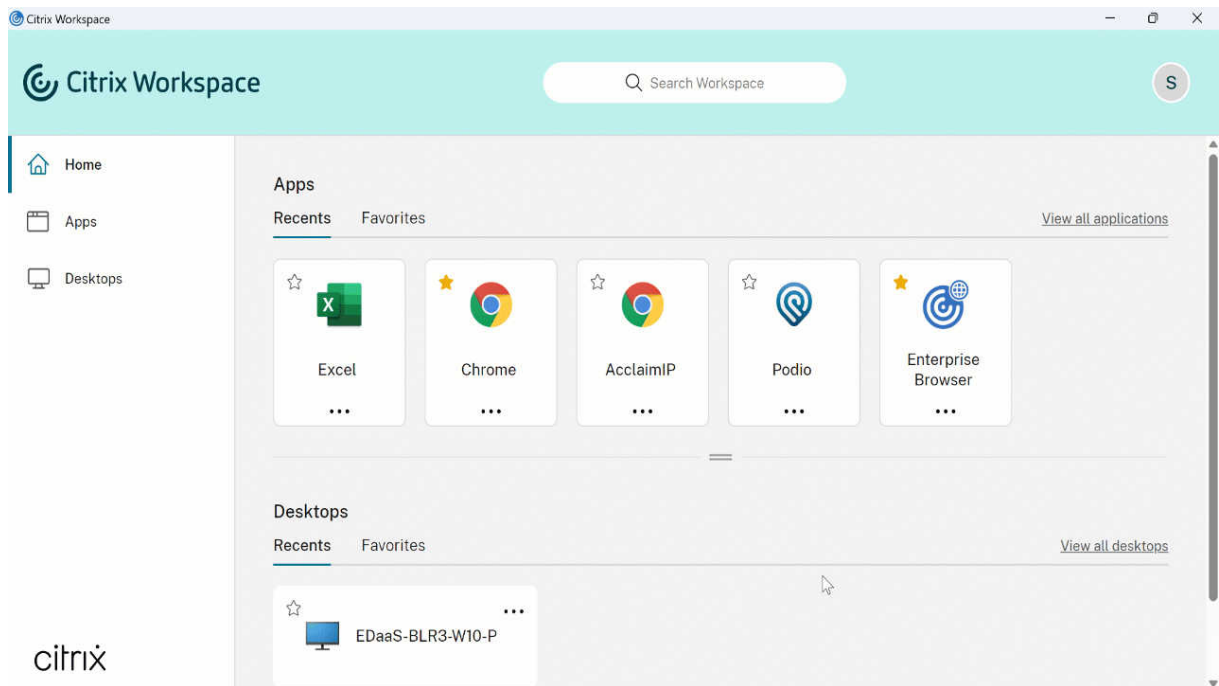 Citrix Workspace
Citrix Workspace
Search Workspace
S
Home
Apps
Desktops
Apps
Recents Favorites View all applications
Excel
Chrome
AcclaimIP
Podio
Enterprise
Browser
Desktops
Recents Favorites View all desktops
EDaaS-BLR3-W10-P
citrix